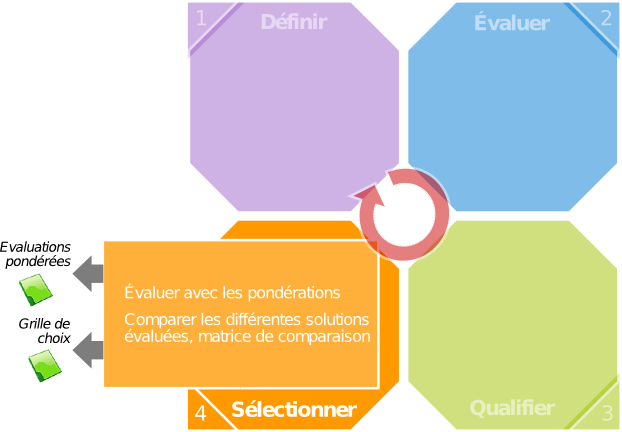 1
Définir
Évaluer
2
Evaluations
pondérées
Grille de
choix
Évaluer avec les pondérations
Comparer les différentes solutions
évaluées, matrice de comparaison
4
Sélectionner
Qualifier
3